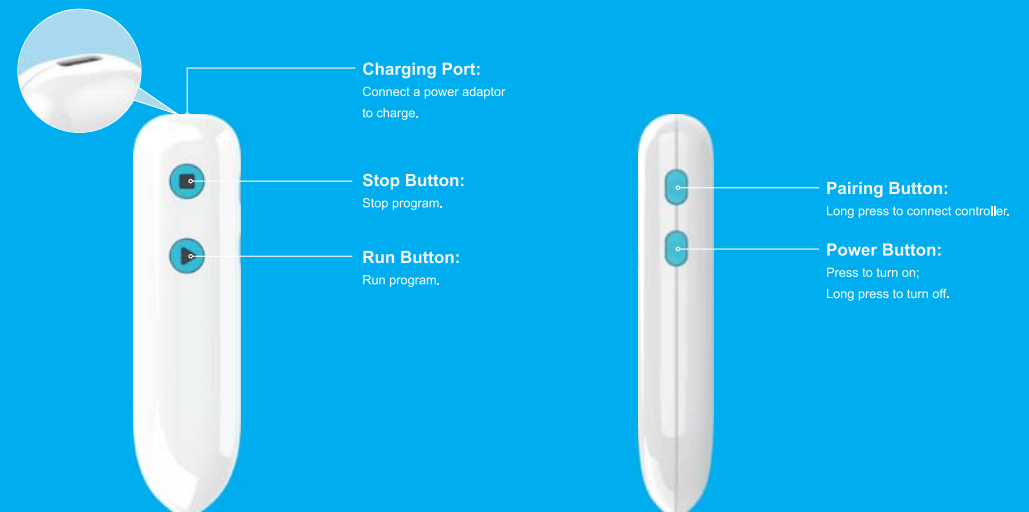 Charging Port:
Connect a power adaptor
to charge.
Stop Button:
Stop program.
Run Button:
Run program.
Pairing Button:
Long press to connect controller.
Power Button:
Press to turn on;
Long press to turn off.